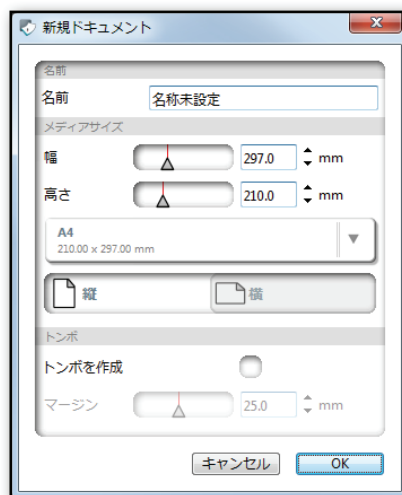 新規ドキュメント
名前
名前 名称未設定
メディアサイズ
幅 297.0 mm
高さ 210.0 mm
A4
210.00 x 297.00 mm
縦 横
トンボ
トンボを作成
マージン 25.0 mm
キャンセル OK